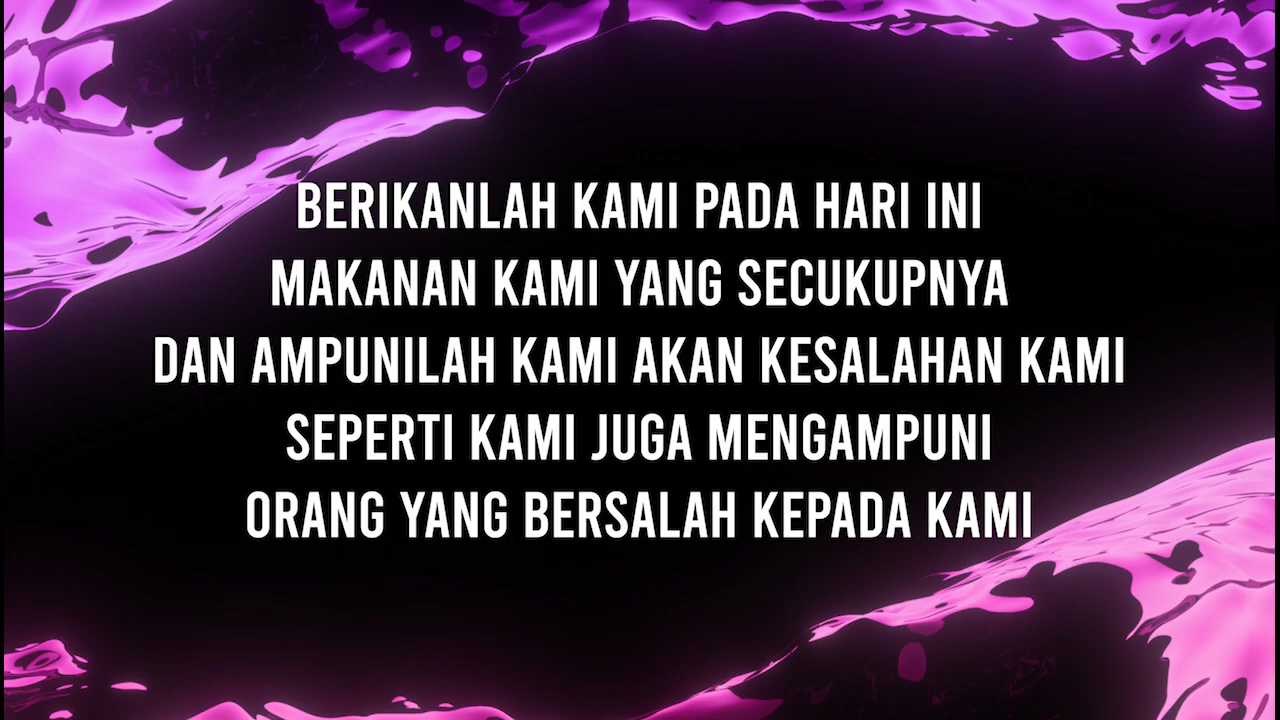 BERIKANLAH KAMI PADA HARI INI
MAKANAN KAMI YANG SECUKUPNYA
DAN AMPUNILAH KAMI AKAN KESALAHAN KAMI
SEPERTI KAMI JUGA MENGAMPUNI
ORANG YANG BERSALAH KEPADA KAMI